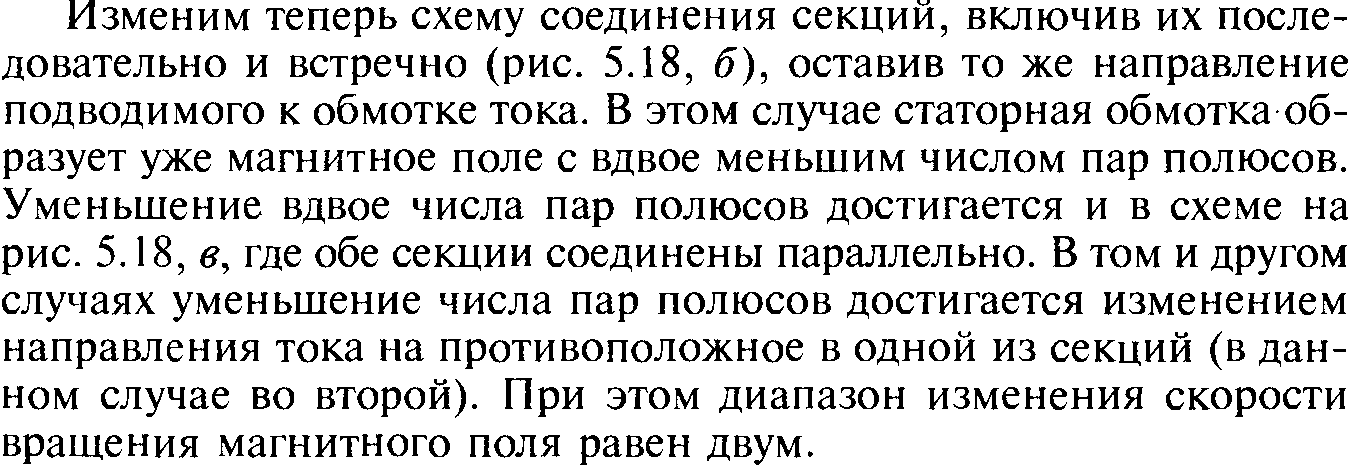 Изменим теперь схему соединения секций, включив их после-
довательно и встречно (рис. 5.18, б), оставив то же направление
подводимого к обмотке тока. В этом случае статорная обмотка об-
разует уже магнитное поле с вдвое меньшим числом пар полюсов.
Уменьшение вдвое числа пар полюсов достигается и в схеме на
рис. 5.18, в, где обе секции соединены параллельно. В том и другом
случаях уменьшение числа пар полюсов достигается изменением
направления тока на противоположное в одной из секций (в дан-
ном случае во второй). При этом диапазон изменения скорости
вращения магнитного поля равен двум.